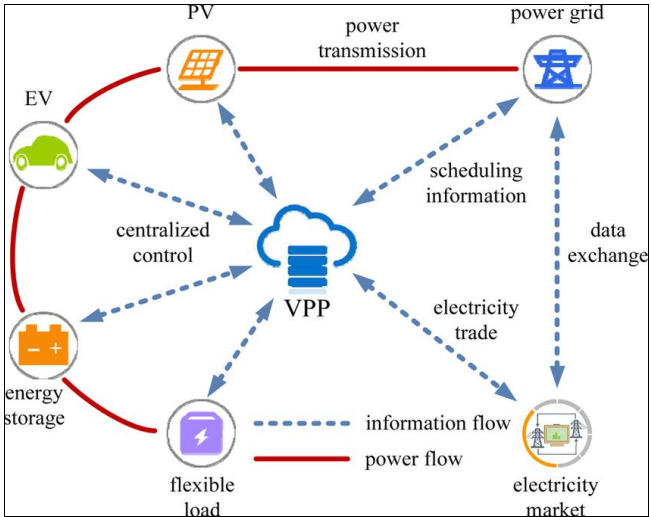 PV
power grid
power
transmission
EV
scheduling
information
centralized
control
data
exchange
VPP
electricity
trade
energy
storage
information flow
power flow
flexible
load
electricity
market